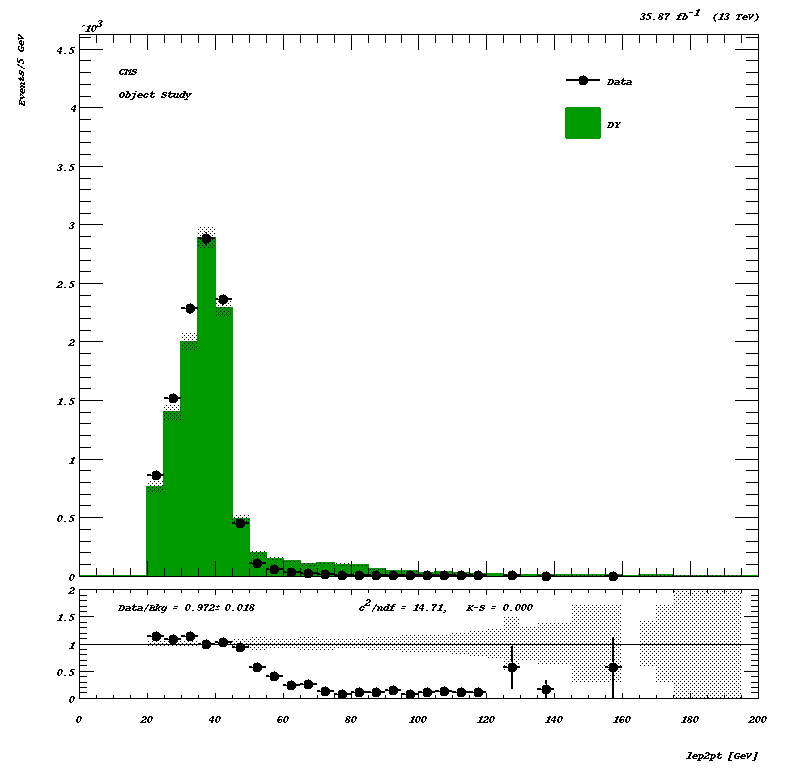 ´10³
35.87 fb⁻¹ (13 TeV)
Events/5 GeV
4.5
CMS
Data
Object Study
4
DY
3.5
3
2.5
2
1.5
1
0.5
0
2
Data/Bkg = 0.972± 0.018
c²/ndf = 14.71, K-S = 0.000
1.5
1
0.5
0
0 20 40 60 80 100 120 140 160 180 200
lep2pt [GeV]